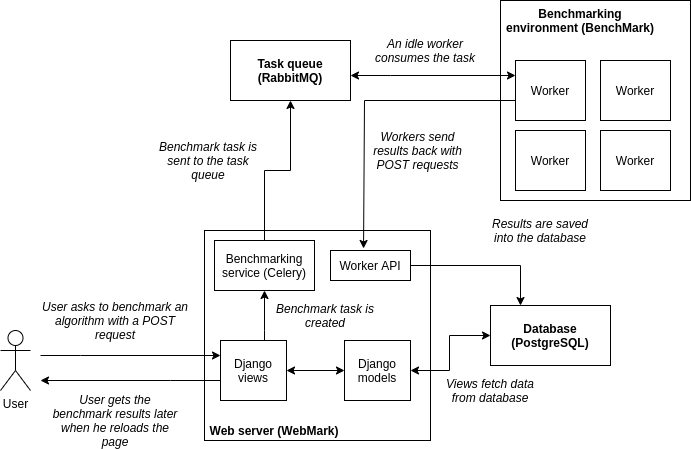 Benchmarking
environment (BenchMark)
An idle worker
consumes the task
Task queue
(RabbitMQ)
Worker
Worker
Worker
Worker
Workers send
results back with
POST requests
Benchmark task is
sent to the task
queue
Results are saved
into the database
Benchmarking
service (Celery)
Worker API
User asks to benchmark an
algorithm with a POST
request
Benchmark task is
created
Database
(PostgreSQL)
Django
views
Django
models
Views fetch data
from database
User
User gets the
benchmark results later
when he reloads the
page
Web server (WebMark)